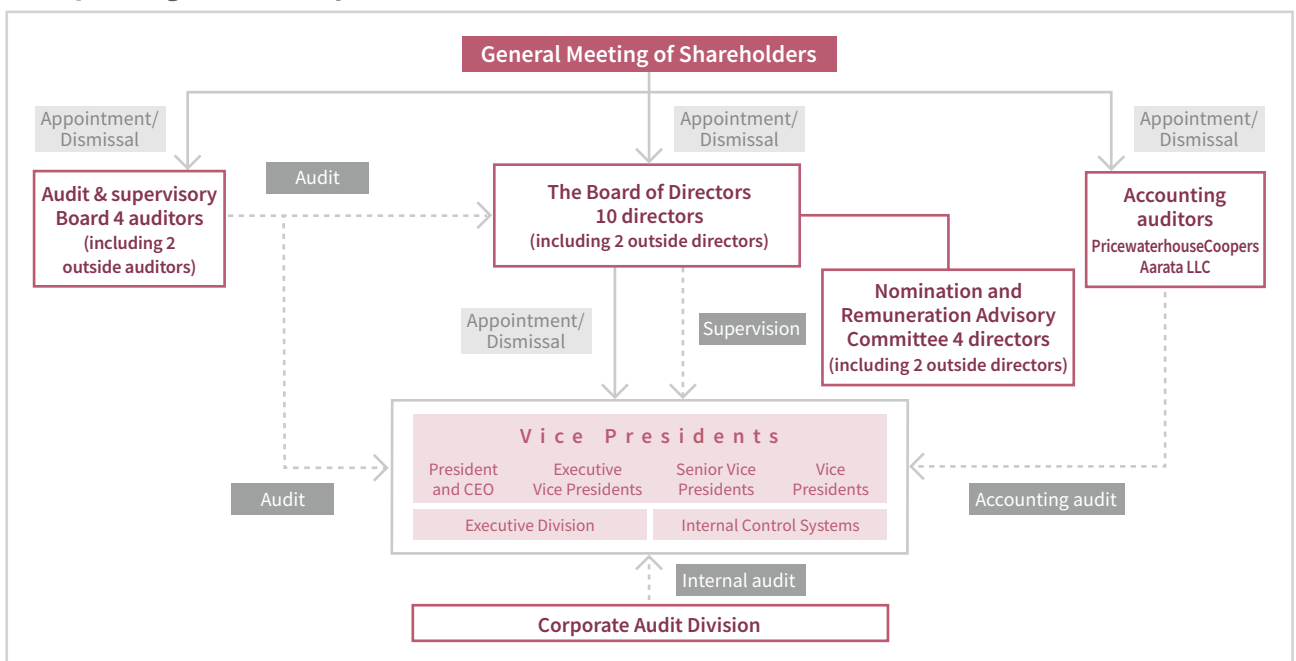 General Meeting of Shareholders
Appointment/
Dismissal
Appointment/
Dismissal
Appointment/
Dismissal
Audit & supervisory
Board 4 auditors
(including 2
outside auditors)
Audit
The Board of Directors
10 directors
(including 2 outside directors)
Accounting
auditors
PricewaterhouseCoopers
Aarata LLC
Nomination and
Remuneration Advisory
Committee 4 directors
(including 2 outside directors)
Appointment/
Dismissal
Supervision
Vice Presidents
President
and CEO
Executive
Vice Presidents
Senior Vice
Presidents
Vice
Presidents
Executive Division
Internal Control Systems
Audit
Accounting audit
Internal audit
Corporate Audit Division